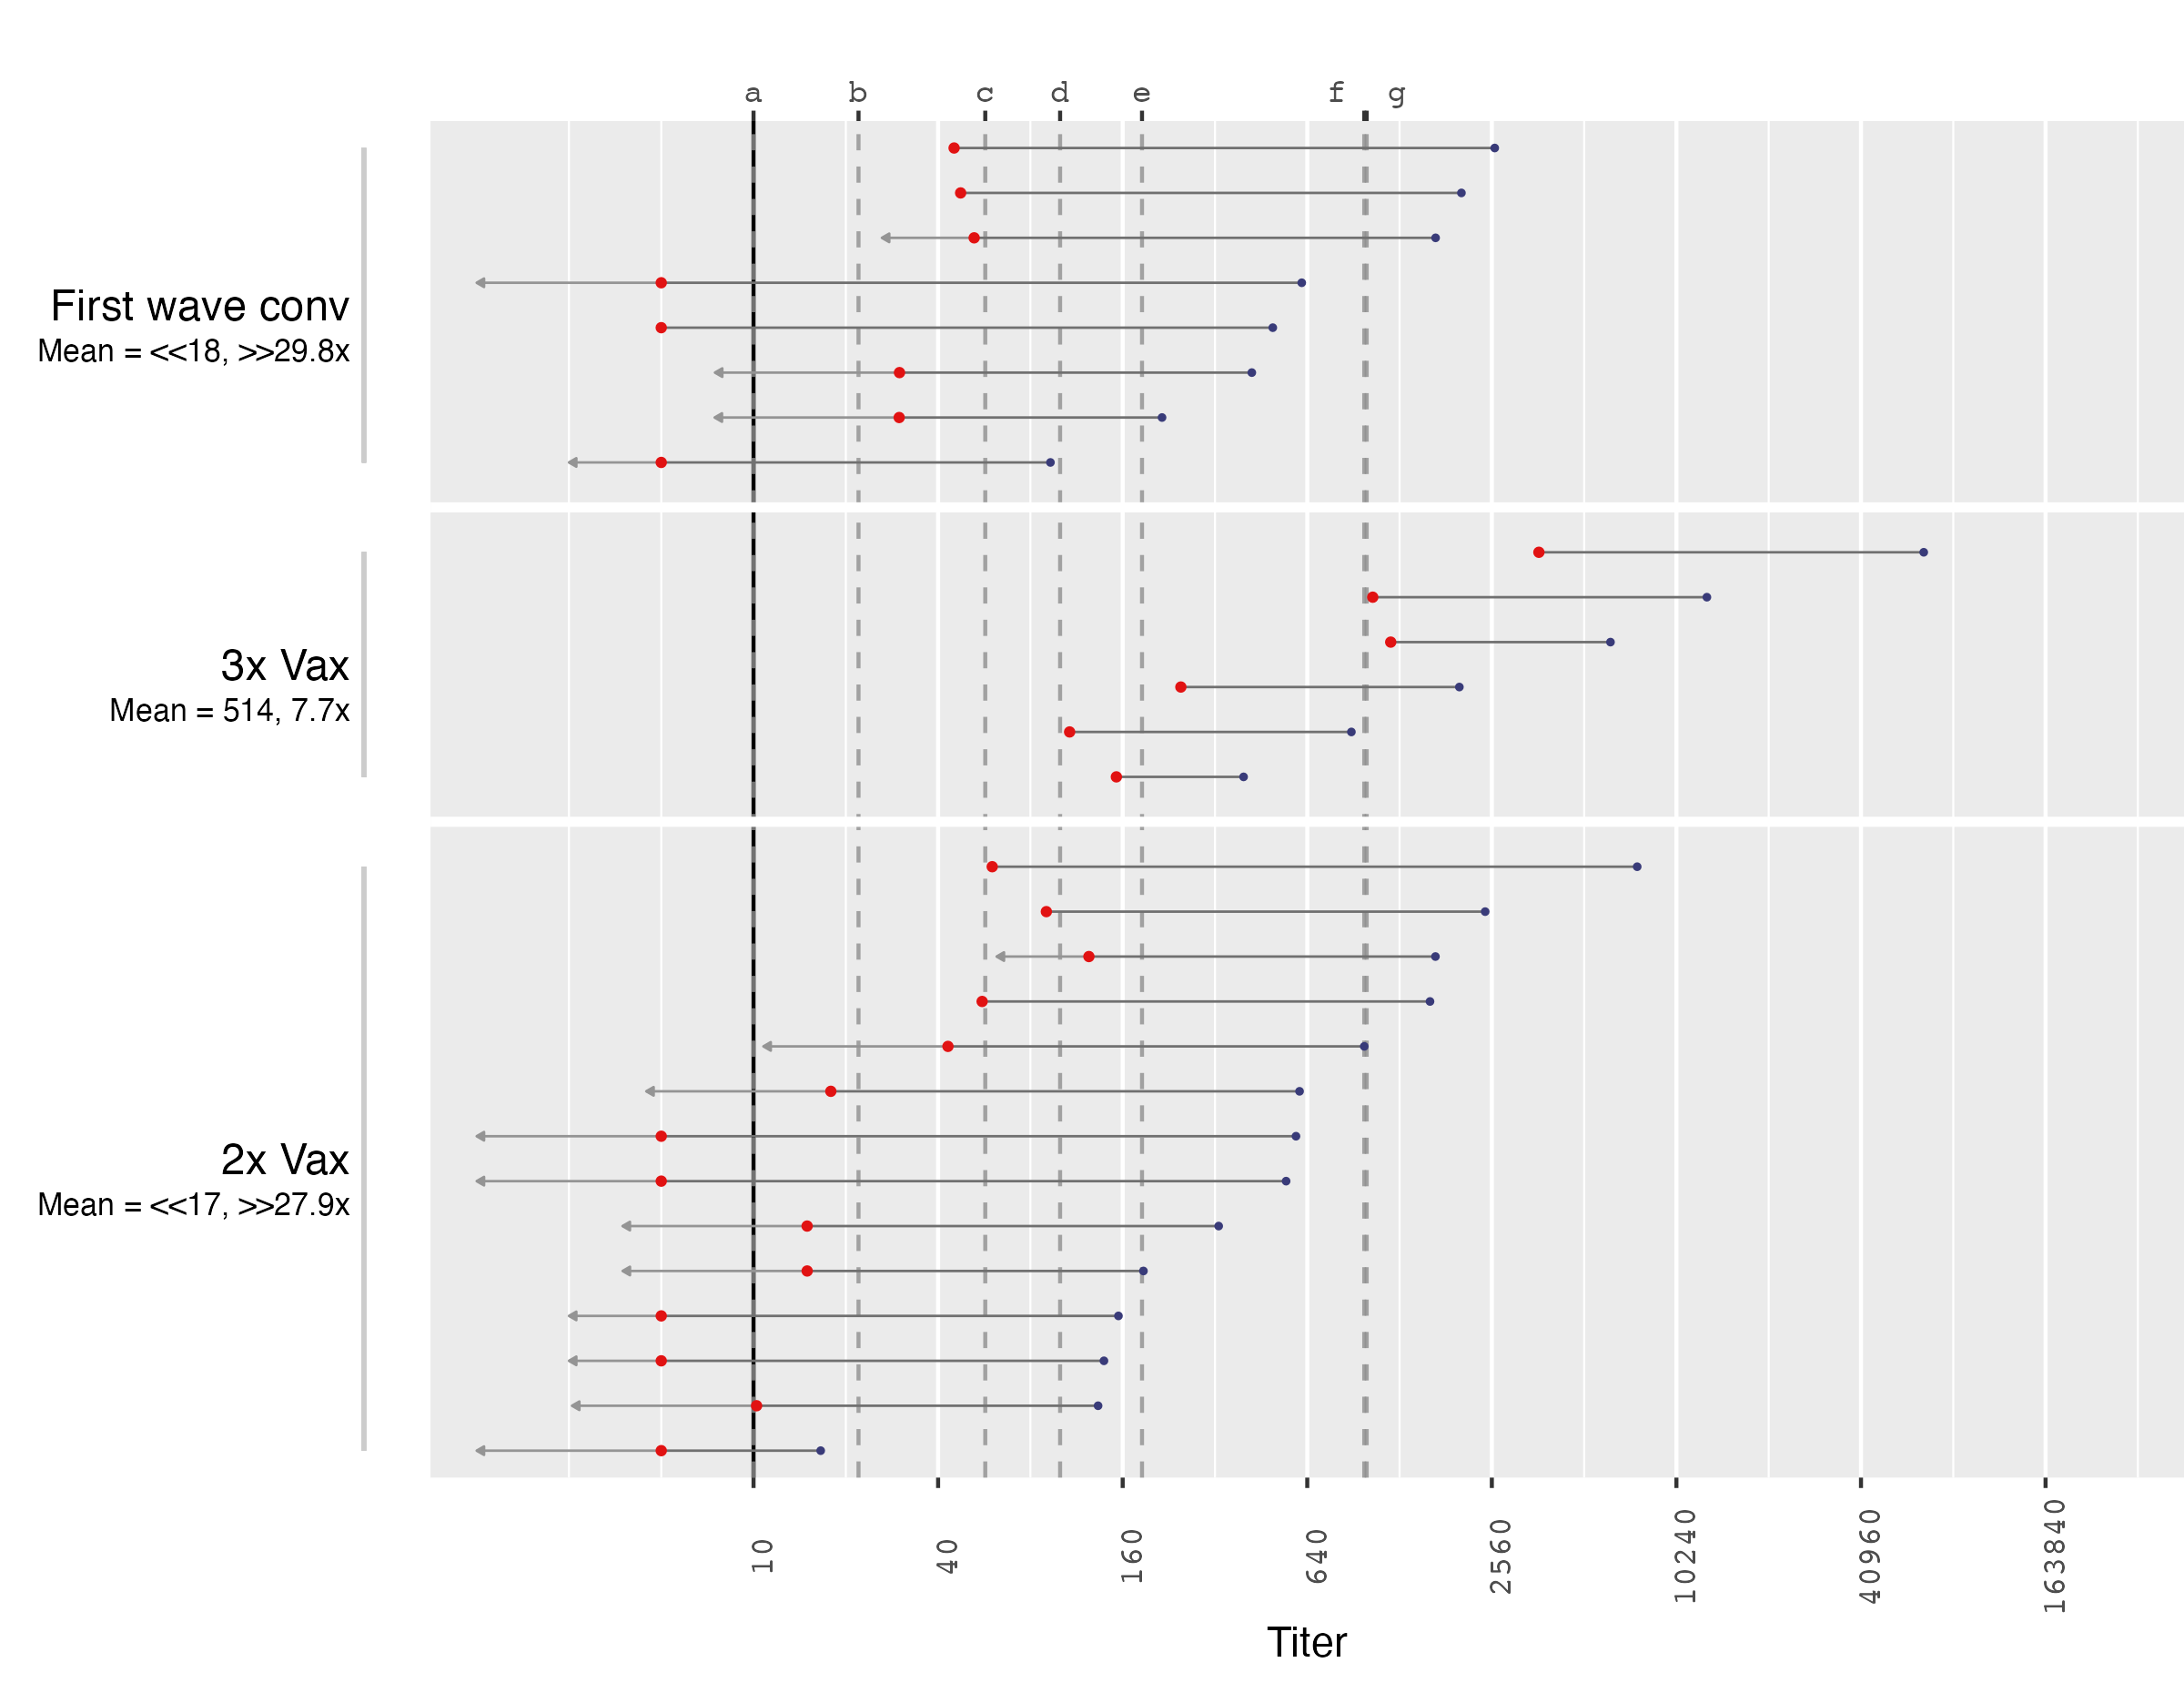 a b c d e f g
First wave conv
Mean = <<18, >>29.8x
3x Vax
Mean = 514, 7.7x
2x Vax
Mean = <<17, >>27.9x
10 40 160 640 2560 10240 40960 163840
Titer